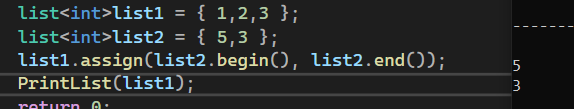 list<int>list1 = { 1,2,3 };
list<int>list2 = { 5,3 };
list1.assign(list2.begin(), list2.end());
PrintList(list1);
return 0;
-------
5
3